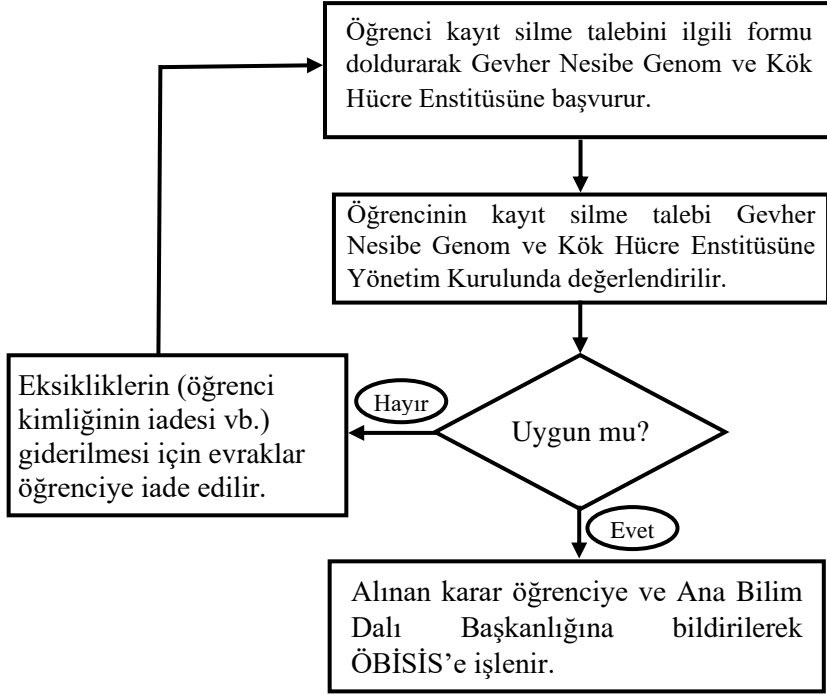 Öğrenci kayıt silme talebini ilgili formu
doldurarak Gevher Nesibe Genom ve Kök
Hücre Enstitüsüne başvurur.
Öğrencinin kayıt silme talebi Gevher
Nesibe Genom ve Kök Hücre Enstitüsüne
Yönetim Kurulunda değerlendirilir.
Eksikliklerin (öğrenci
kimliğinin iadesi vb.)
giderilmesi için evraklar
öğrenciye iade edilir.
Hayır
Uygun mu?
Evet
Alınan karar öğrenciye ve Ana Bilim
Dalı Başkanlığına bildirilerek
ÖBİSİS’e işlenir.